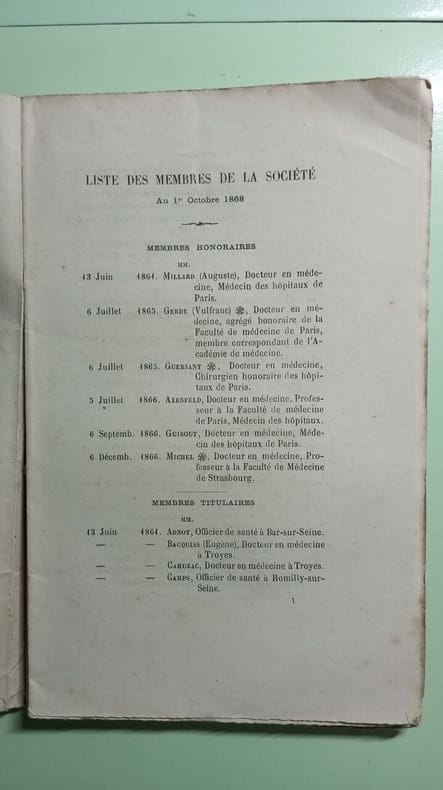 LISTE DES MEMBRES DE LA SOCIÉTÉ
Au 1er Octobre 1868
MEMBRES HONORAIRES
MM.
13 Juin 1861. MILLARD (Auguste), Docteur en méde-
cine, Médecin des hôpitaux de
Paris.
6 Juillet 1865. GERDY (Vulfranc) ❊, Docteur en mé-
decine, agrégé honoraire de la
Faculté de médecine de Paris,
membre correspondant de l'A-
cadémie de médecine.
6 Juillet 1865. GUERSANT ❊, Docteur en médecine,
Chirurgien honoraire des hôpi-
taux de Paris.
5 Juillet 1866. AXENFELD, Docteur en médecine, Profes-
seur à la Faculté de médecine
de Paris, Médecin des hôpitaux.
6 Septemb. 1866. GUIBOUT, Docteur en médecine, Méde-
cin des hôpitaux de Paris.
6 Décemb. 1866. MICHEL ❊, Docteur en médecine, Pro-
fesseur à la Faculté de Médecine
de Strasbourg.
MEMBRES TITULAIRES
MM.
13 Juin 1861. ADNOT, Officier de santé à Bar-sur-Seine.
— — BACQUIAS (Eugène), Docteur en médecine
à Troyes.
— — CAHUZAC, Docteur en médecine à Troyes.
— — CAMPS, Officier de santé à Romilly-sur-
Seine.
1